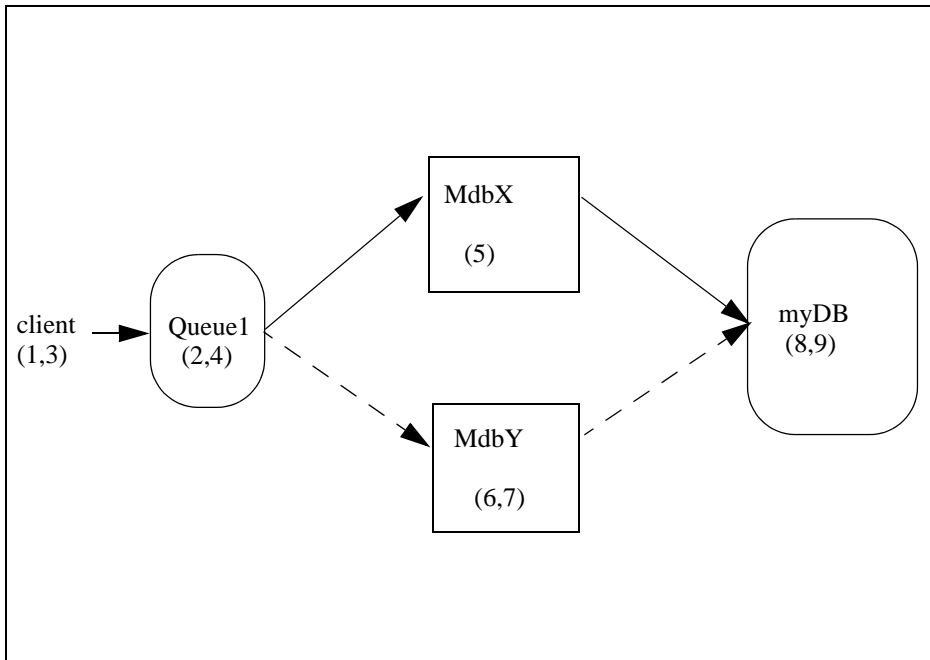 client
(1,3)
Queue1
(2,4)
MdbX
(5)
MdbY
(6,7)
myDB
(8,9)